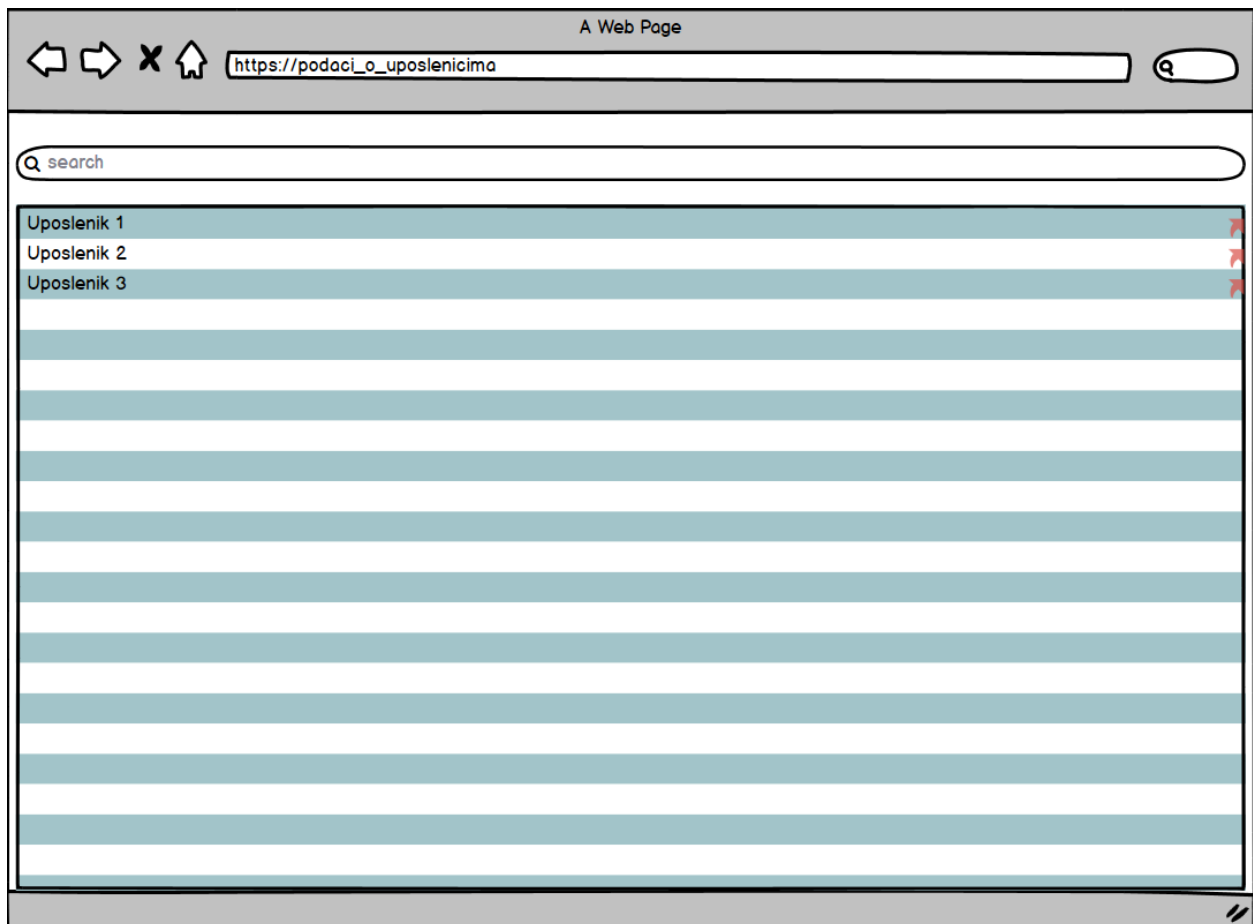 A Web Page
https://podaci_o_uposlenicima
search
Uposlenik 1
Uposlenik 2
Uposlenik 3